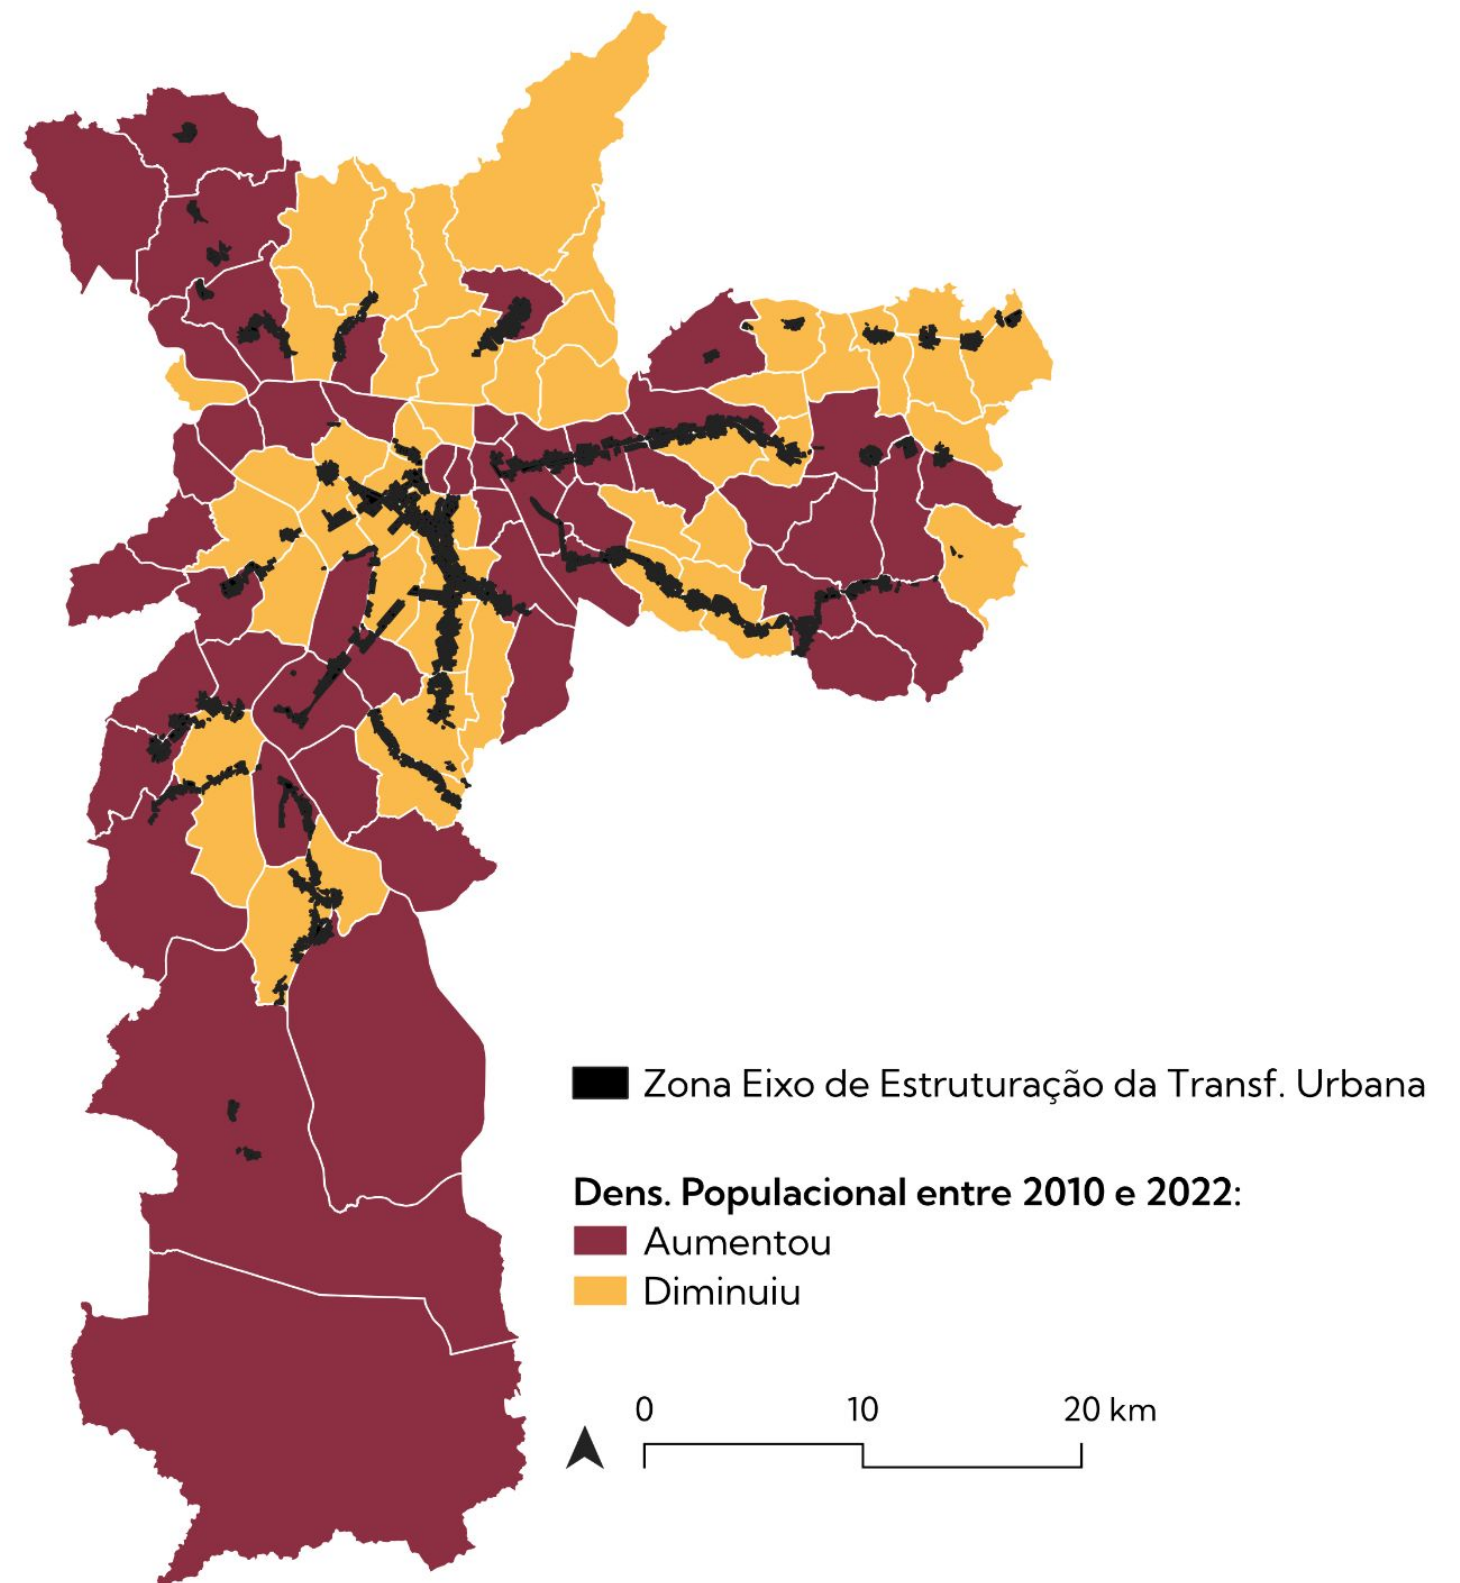 Zona Eixo de Estruturação da Transf. Urbana
Dens. Populacional entre 2010 e 2022:
Aumentou
Diminuiu
0 10 20 km